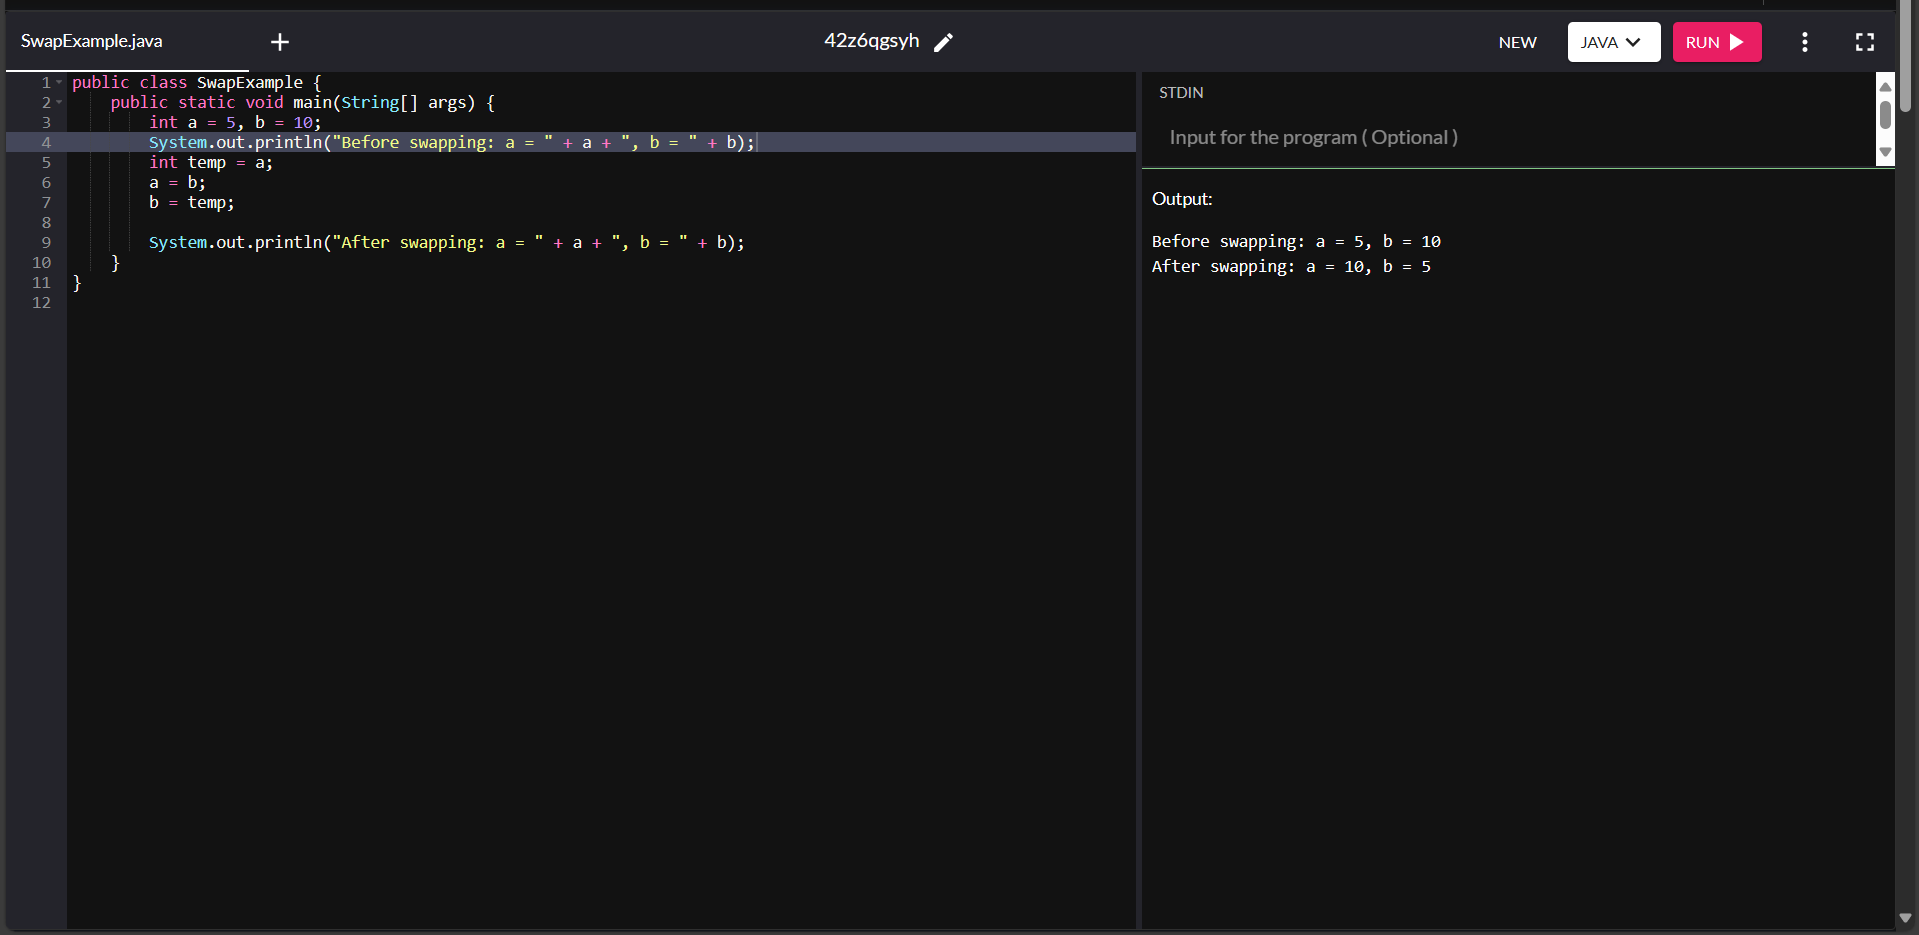 SwapExample.java
42z6qgsyh
NEW
JAVA
RUN
1 public class SwapExample {
2     public static void main(String[] args) {
3         int a = 5, b = 10;
4         System.out.println("Before swapping: a = " + a + ", b = " + b);
5         int temp = a;
6         a = b;
7         b = temp;
8
9         System.out.println("After swapping: a = " + a + ", b = " + b);
10     }
11 }
12
STDIN
Input for the program ( Optional )
Output:
Before swapping: a = 5, b = 10
After swapping: a = 10, b = 5